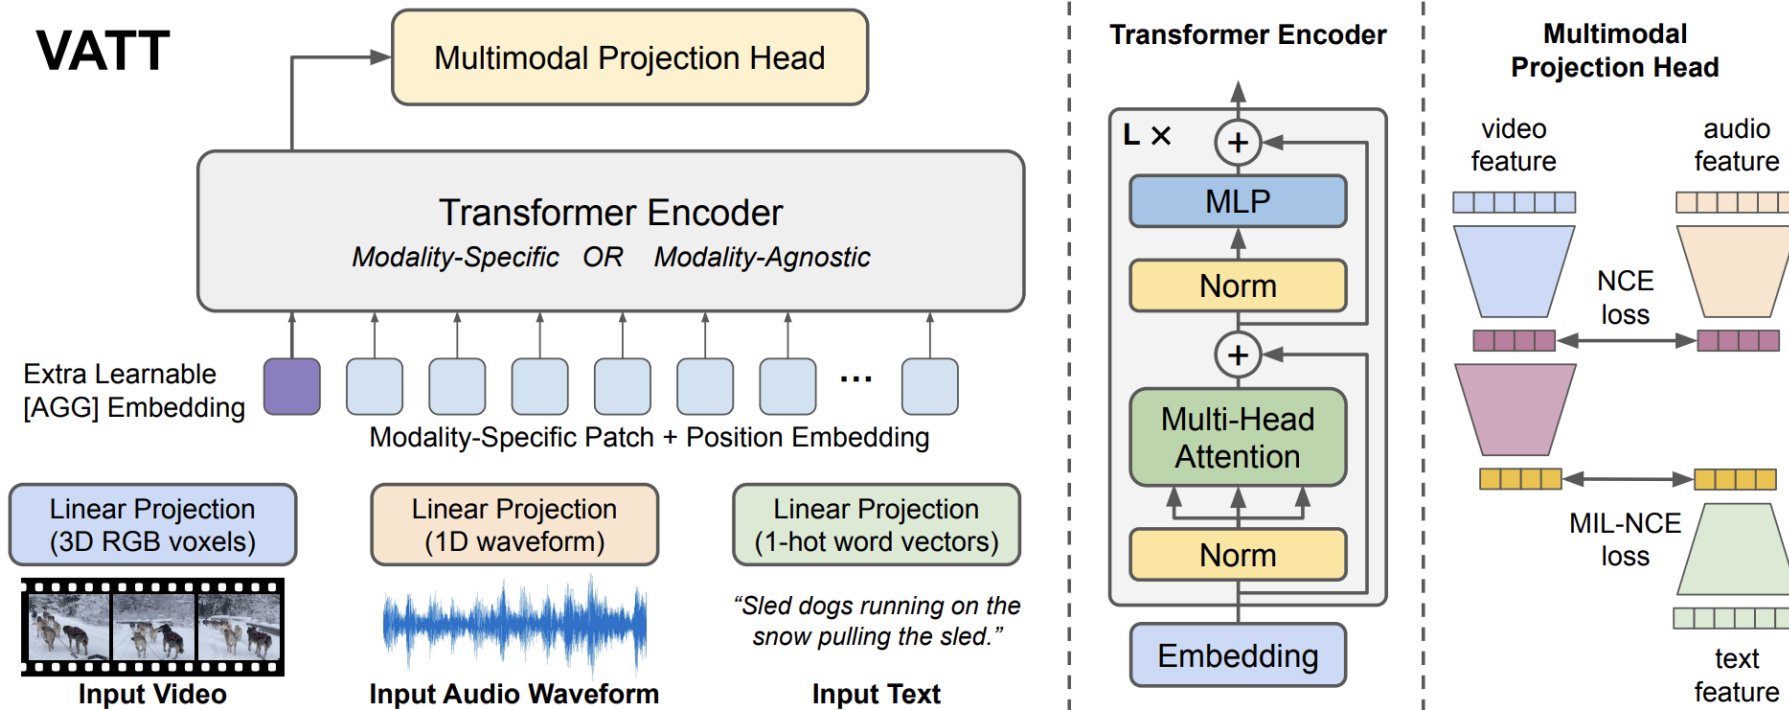 VATT
Multimodal Projection Head
Transformer Encoder
Modality-Specific OR Modality-Agnostic
Extra Learnable
[AGG] Embedding
...
Modality-Specific Patch + Position Embedding
Linear Projection
(3D RGB voxels)
Linear Projection
(1D waveform)
Linear Projection
(1-hot word vectors)
“Sled dogs running on the
snow pulling the sled.”
Input Video
Input Audio Waveform
Input Text
Transformer Encoder
L ×
+
MLP
Norm
+
Multi-Head
Attention
Norm
Embedding
Multimodal
Projection Head
video
feature
audio
feature
NCE
loss
MIL-NCE
loss
text
feature